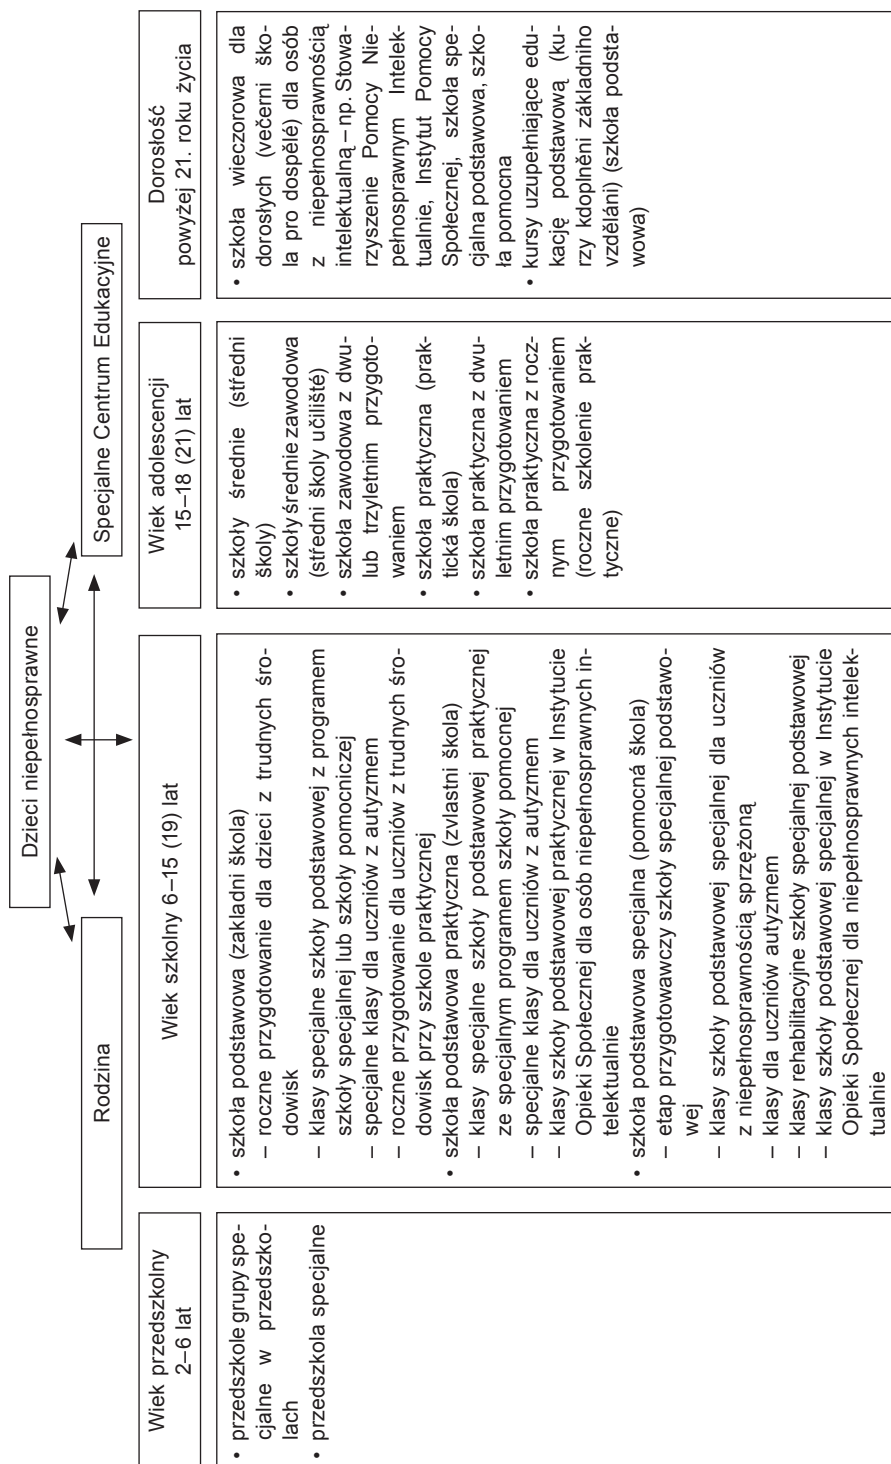 Dzieci niepełnosprawne
Rodzina
Specjalne Centrum Edukacyjne
Wiek przedszkolny
2–6 lat
• przedszkole grupy spe-
cjalne w przedszko-
lach
• przedszkola specjalne
Wiek szkolny 6–15 (19) lat
• szkoła podstawowa (zakladni škola)
– roczne przygotowanie dla dzieci z trudnych śro-
dowisk
– klasy specjalne szkoły podstawowej z programem
szkoły specjalnej lub szkoły pomocniczej
– specjalne klasy dla uczniów z autyzmem
– roczne przygotowanie dla uczniów z trudnych śro-
dowisk przy szkole praktycznej
• szkoła podstawowa praktyczna (zvlastni škola)
– klasy specjalne szkoły podstawowej praktycznej
ze specjalnym programem szkoły pomocnej
– specjalne klasy dla uczniów z autyzmem
– klasy szkoły podstawowej praktycznej w Instytucie
Opieki Społecznej dla osób niepełnosprawnych in-
telektualnie
• szkoła podstawowa specjalna (pomocná škola)
– etap przygotowawczy szkoły specjalnej podstawo-
wej
– klasy szkoły podstawowej specjalnej dla uczniów
z niepełnosprawnością sprzężoną
– klasy dla uczniów autyzmem
– klasy rehabilitacyjne szkoły specjalnej podstawowej
– klasy szkoły podstawowej specjalnej w Instytucie
Opieki Społecznej dla niepełnosprawnych intelek-
tualnie
Wiek adolescencji
15–18 (21) lat
• szkoły średnie (středni
školy)
• szkoły średnie zawodowa
(středni školy učiliště)
• szkoła zawodowa z dwu-
lub trzyletnim przygoto-
waniem
• szkoła praktyczna (prak-
tická škola)
• szkoła praktyczna z dwu-
letnim przygotowaniem
• szkoła praktyczna z rocz-
nym przygotowaniem
(roczne szkolenie prak-
tyczne)
Dorosłość
powyżej 21. roku życia
• szkoła wieczorowa dla
dorosłych (večerni ško-
la pro dospělé) dla osób
z niepełnosprawnością
intelektualną – np. Stowa-
rzyszenie Pomocy Nie-
pełnosprawnym Intelek-
tualnie, Instytut Pomocy
Społecznej, szkoła spe-
cjalna podstawowa, szko-
ła pomocna
• kursy uzupełniające edu-
kację podstawową (ku-
rzy kdoplněni základniho
vzděláni) (szkoła podsta-
wowa)